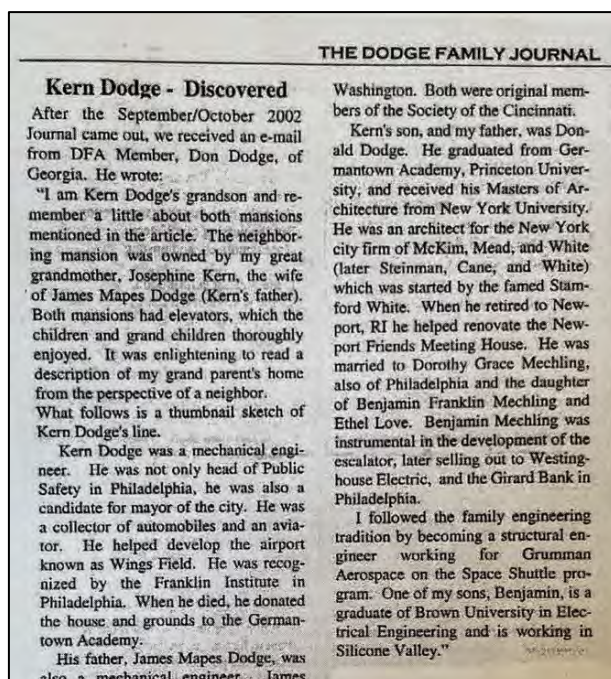 THE DODGE FAMILY JOURNAL
Kern Dodge - Discovered
After the September/October 2002
Journal came out, we received an e-mail
from DFA Member, Don Dodge, of
Georgia. He wrote:
"I am Kern Dodge's grandson and re-
member a little about both mansions
mentioned in the article. The neighbor-
ing mansion was owned by my great
grandmother, Josephine Kern, the wife
of James Mapes Dodge (Kern's father).
Both mansions had elevators, which the
children and grand children thoroughly
enjoyed. It was enlightening to read a
description of my grand parent's home
from the perspective of a neighbor.
What follows is a thumbnail sketch of
Kern Dodge's line.
Kern Dodge was a mechanical engi-
neer. He was not only head of Public
Safety in Philadelphia, he was also a
candidate for mayor of the city. He was
a collector of automobiles and an avia-
tor. He helped develop the airport
known as Wings Field. He was recog-
nized by the Franklin Institute in
Philadelphia. When he died, he donated
the house and grounds to the German-
town Academy.
His father, James Mapes Dodge, was
also a mechanical engineer. James
Washington. Both were original mem-
bers of the Society of the Cincinnati.
Kern's son, and my father, was Don-
ald Dodge. He graduated from Ger-
mantown Academy, Princeton Univer-
sity, and received his Masters of Ar-
chitecture from New York University.
He was an architect for the New York
city firm of McKim, Mead, and White
(later Steinman, Cane, and White)
which was started by the famed Stam-
ford White. When he retired to New-
port, RI he helped renovate the New-
port Friends Meeting House. He was
married to Dorothy Grace Mechling,
also of Philadelphia and the daughter
of Benjamin Franklin Mechling and
Ethel Love. Benjamin Mechling was
instrumental in the development of the
escalator, later selling out to Westing-
house Electric, and the Girard Bank in
Philadelphia.
I followed the family engineering
tradition by becoming a structural en-
gineer working for Grumman
Aerospace on the Space Shuttle pro-
gram. One of my sons, Benjamin, is a
graduate of Brown University in Elec-
trical Engineering and is working in
Silicone Valley."